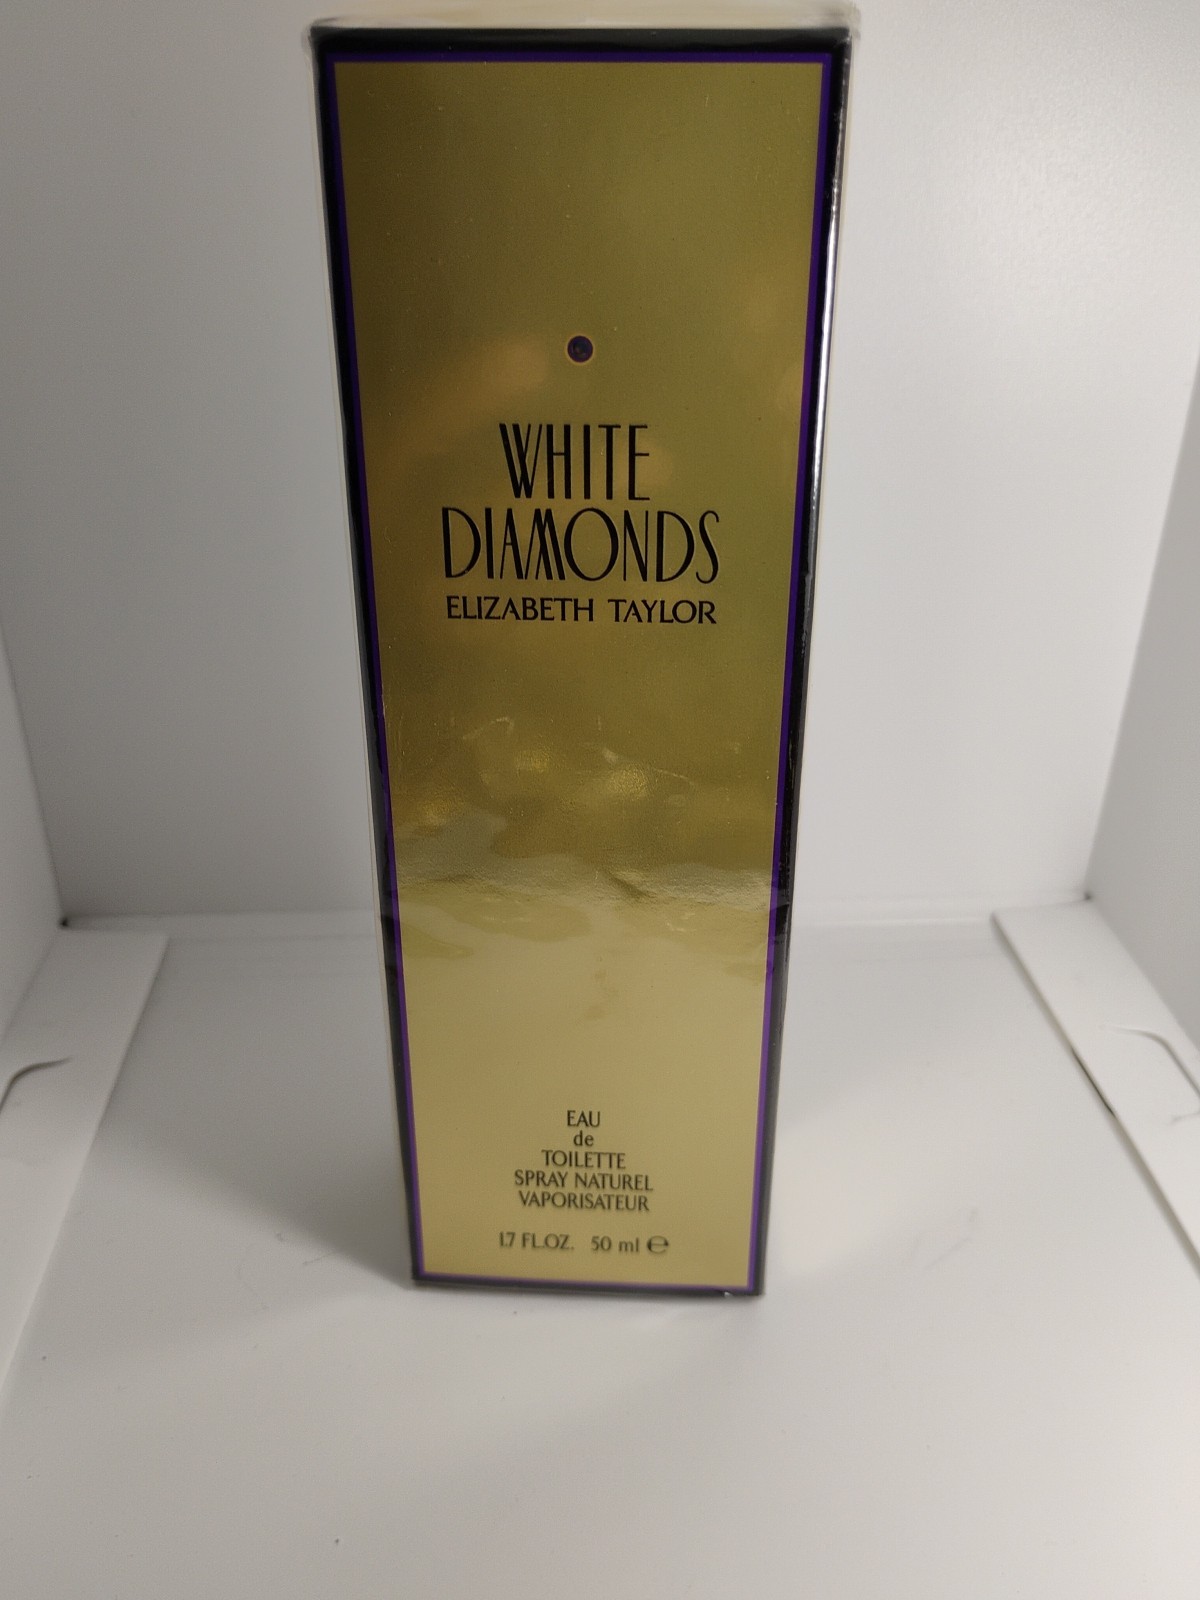 WHITE
DIAMONDS
ELIZABETH TAYLOR
EAU
de
TOILETTE
SPRAY NATUREL
VAPORISATEUR
1.7 FL.OZ. 50 ml ℮